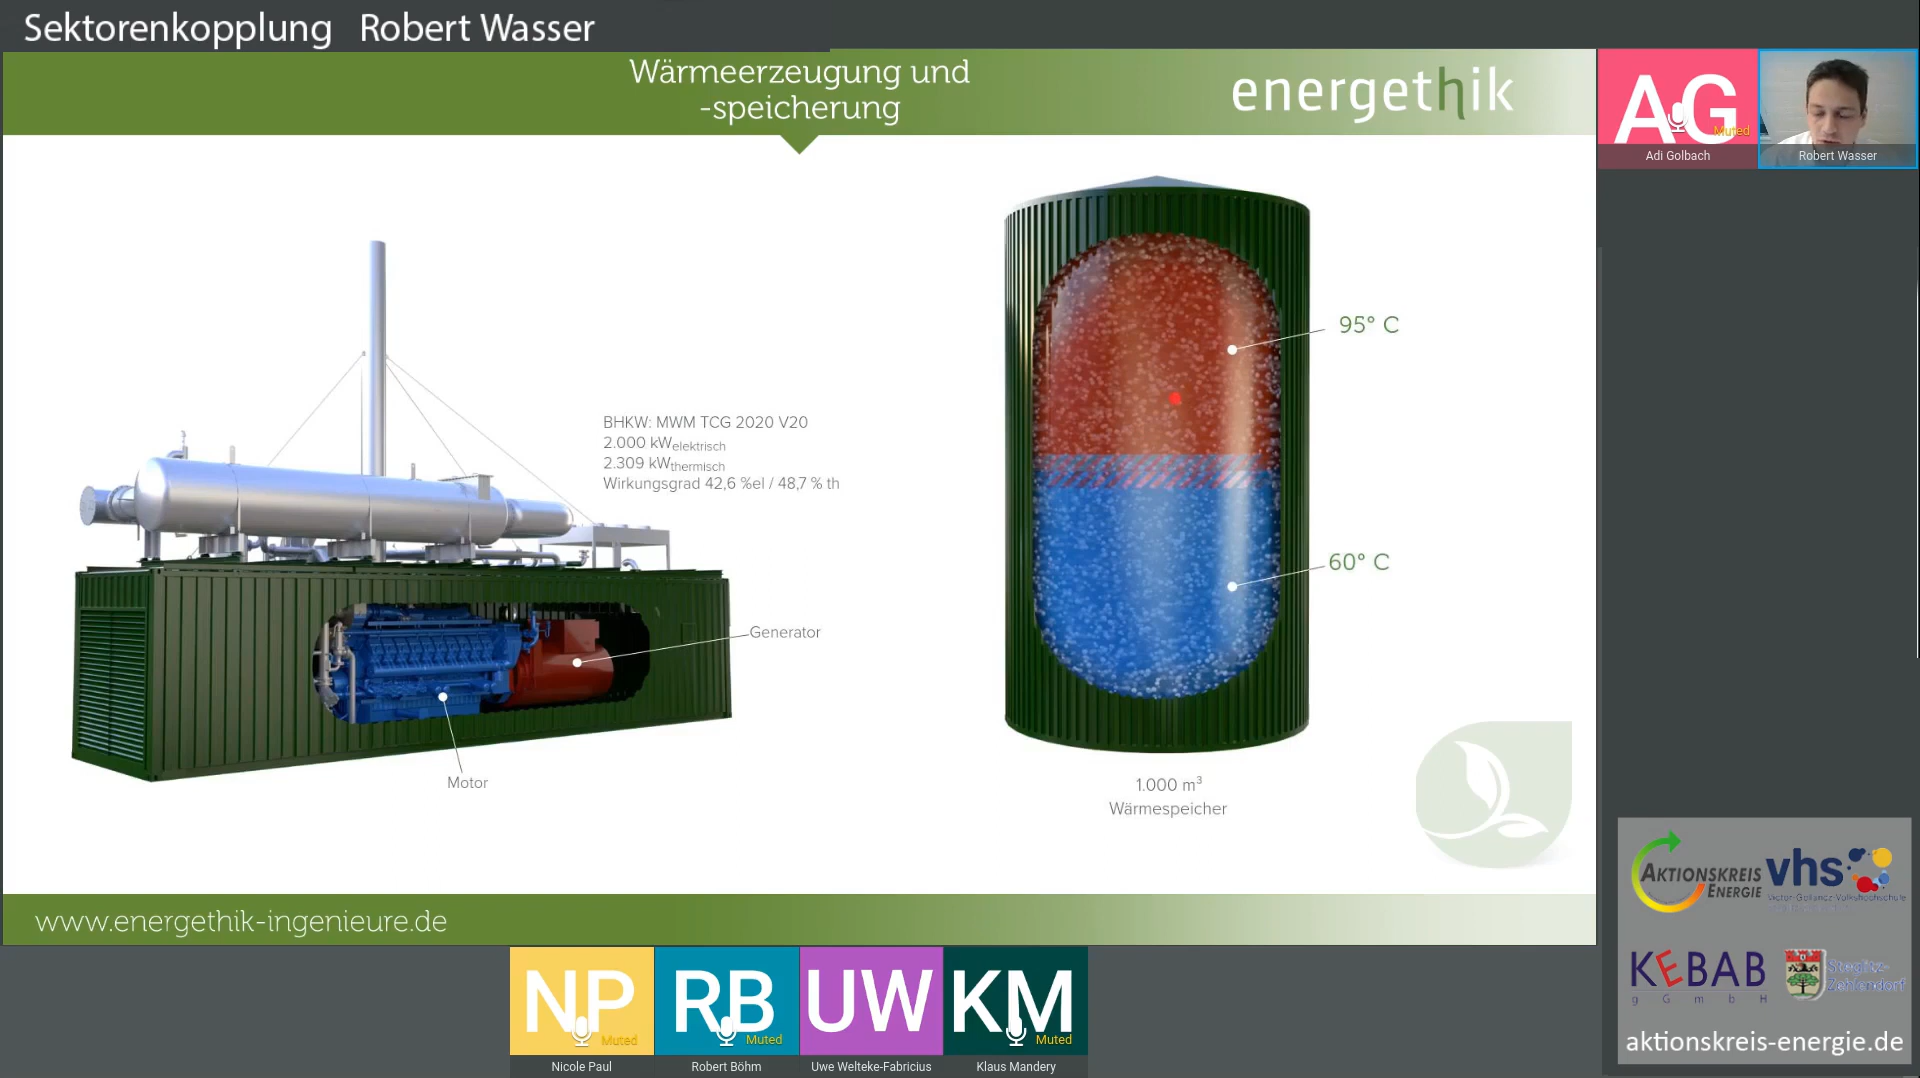 Sektorenkopplung Robert Wasser
Wärmeerzeugung und
-speicherung
energethik
AG
Muted
Adi Golbach
Robert Wasser
95° C
BHKW: MWM TCG 2020 V20
2.000 kWelektrisch
2.309 kWthermisch
Wirkungsgrad 42,6 %el / 48,7 % th
60° C
Generator
Motor
1.000 m³
Wärmespeicher
www.energethik-ingenieure.de
AKTIONSKREIS
ENERGIE
vhs
Victor-Gollancz-Volkshochschule
KEBAB
gGmbH
Steglitz-
Zehlendorf
aktionskreis-energie.de
NP
Muted
Nicole Paul
RB
Muted
Robert Böhm
UW
Uwe Welteke-Fabricius
KM
Muted
Klaus Mandery